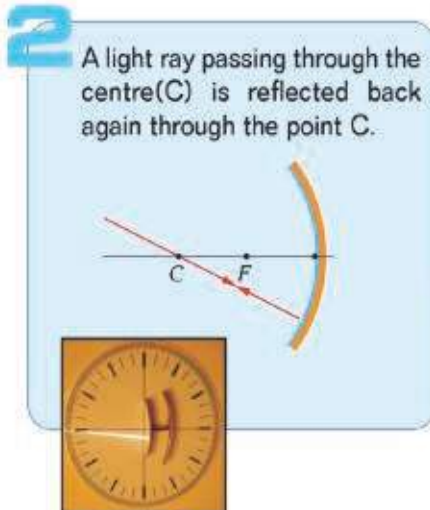 2
A light ray passing through the
centre(C) is reflected back
again through the point C.
C F